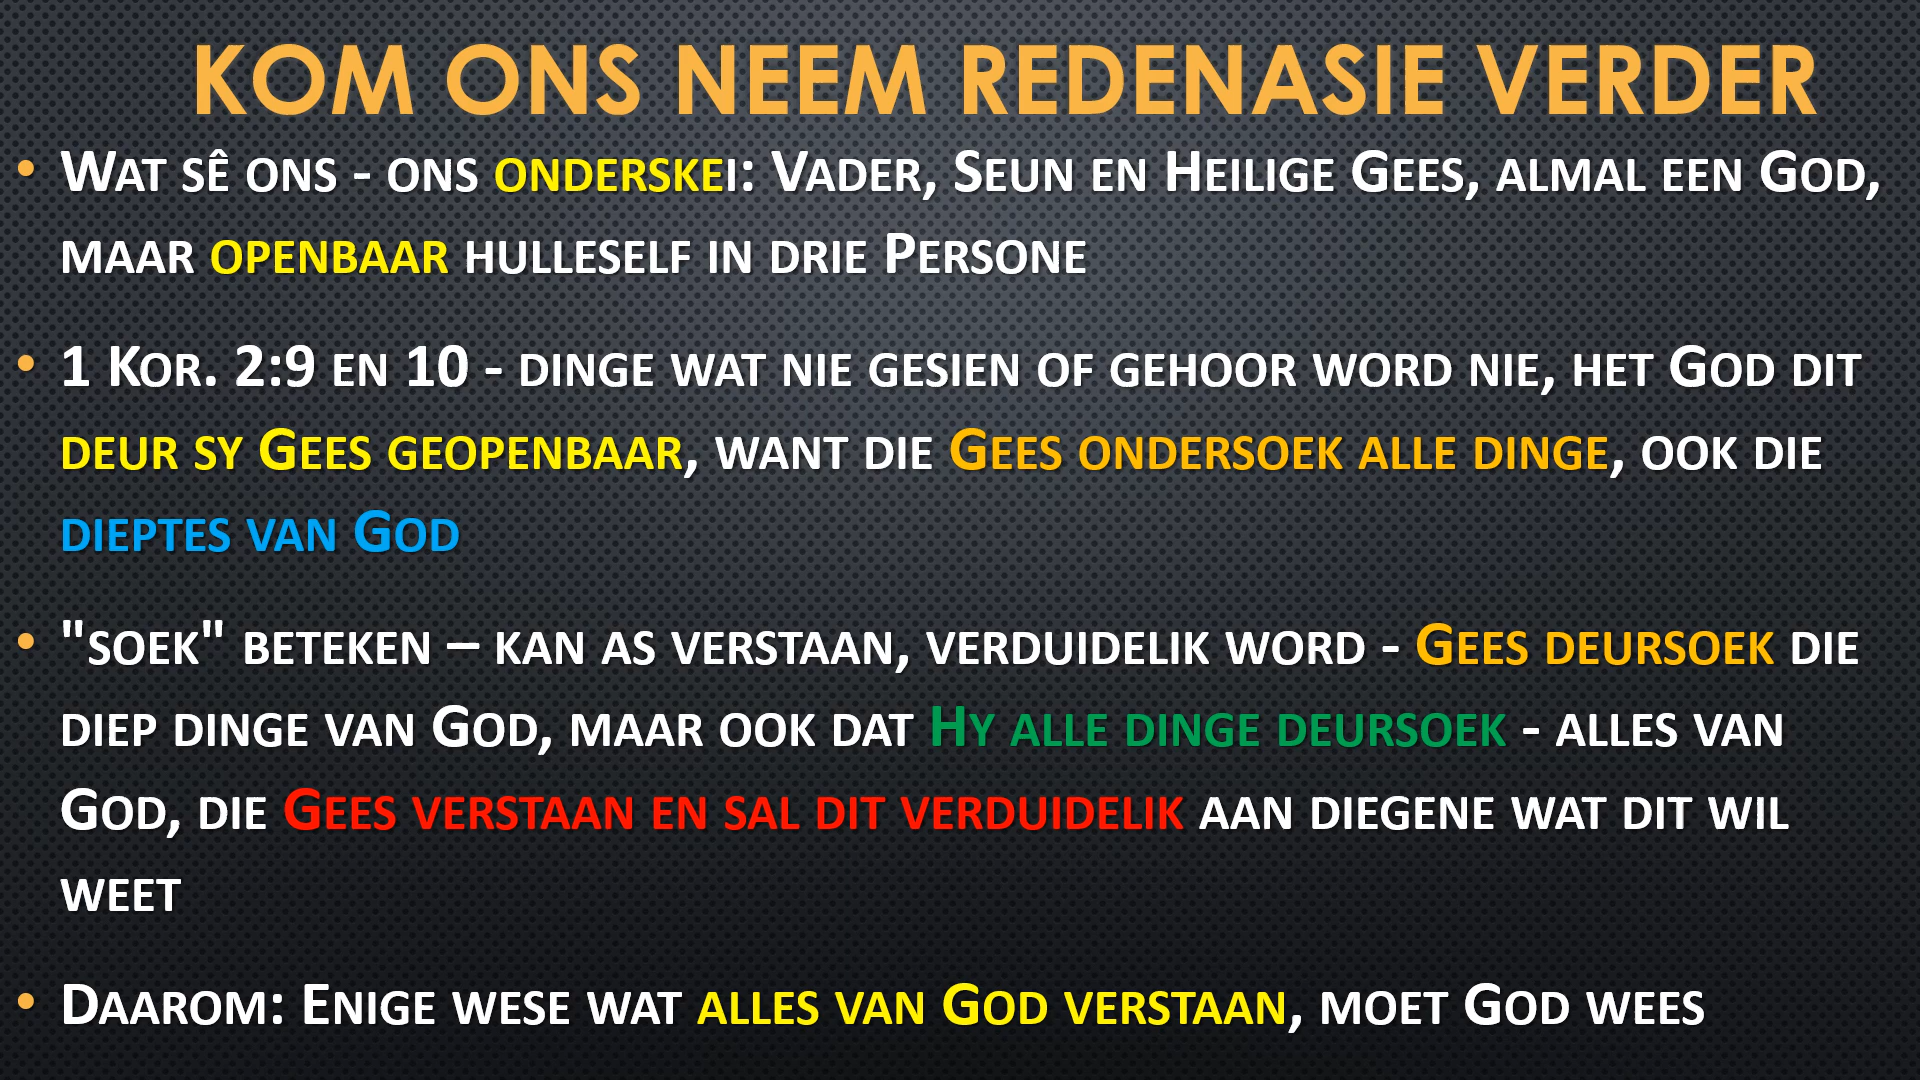 KOM ONS NEEM REDENASIE VERDER
• Wat sê ons - ons onderskei: Vader, Seun en Heilige Gees, almal een God,
maar openbaar hulleself in drie Persone
• 1 Kor. 2:9 en 10 - dinge wat nie gesien of gehoor word nie, het God dit
deur sy Gees geopenbaar, want die Gees ondersoek alle dinge, ook die
dieptes van God
• "soek" beteken – kan as verstaan, verduidelik word - Gees deursoek die
diep dinge van God, maar ook dat Hy alle dinge deursoek - alles van
God, die Gees verstaan en sal dit verduidelik aan diegene wat dit wil
weet
• Daarom: Enige wese wat alles van God verstaan, moet God wees